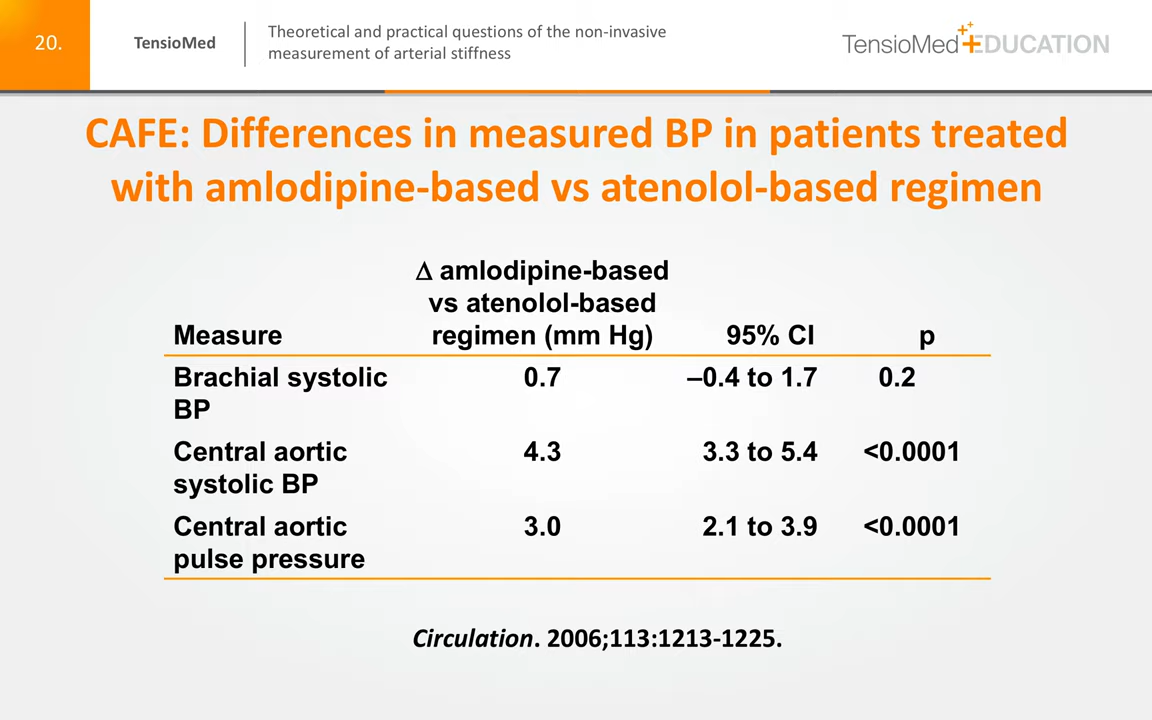 20.
TensioMed
Theoretical and practical questions of the non-invasive
measurement of arterial stiffness
TensioMed EDUCATION
CAFE: Differences in measured BP in patients treated
with amlodipine-based vs atenolol-based regimen
Δ amlodipine-based
vs atenolol-based
Measure regimen (mm Hg) 95% CI p
Brachial systolic 0.7 –0.4 to 1.7 0.2
BP
Central aortic 4.3 3.3 to 5.4 <0.0001
systolic BP
Central aortic 3.0 2.1 to 3.9 <0.0001
pulse pressure
Circulation. 2006;113:1213-1225.